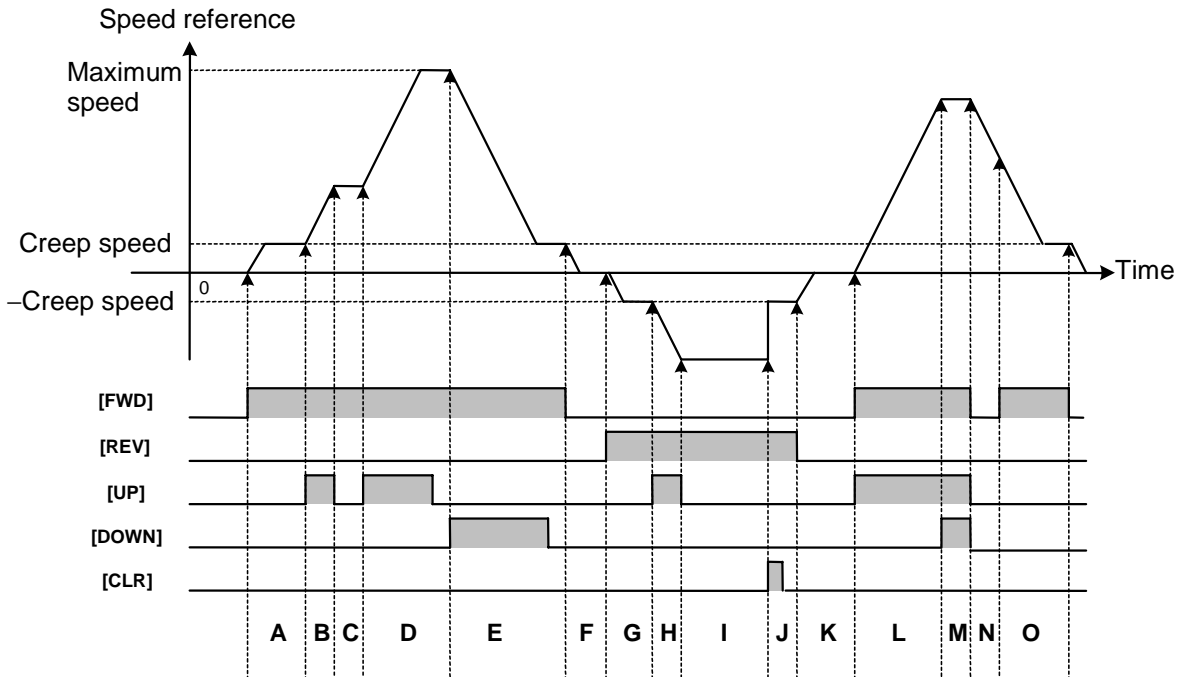 Speed reference
Maximum
speed
Creep speed
Time
0
−Creep speed
[FWD]
[REV]
[UP]
[DOWN]
[CLR]
A B C D E F G H I J K L M N O